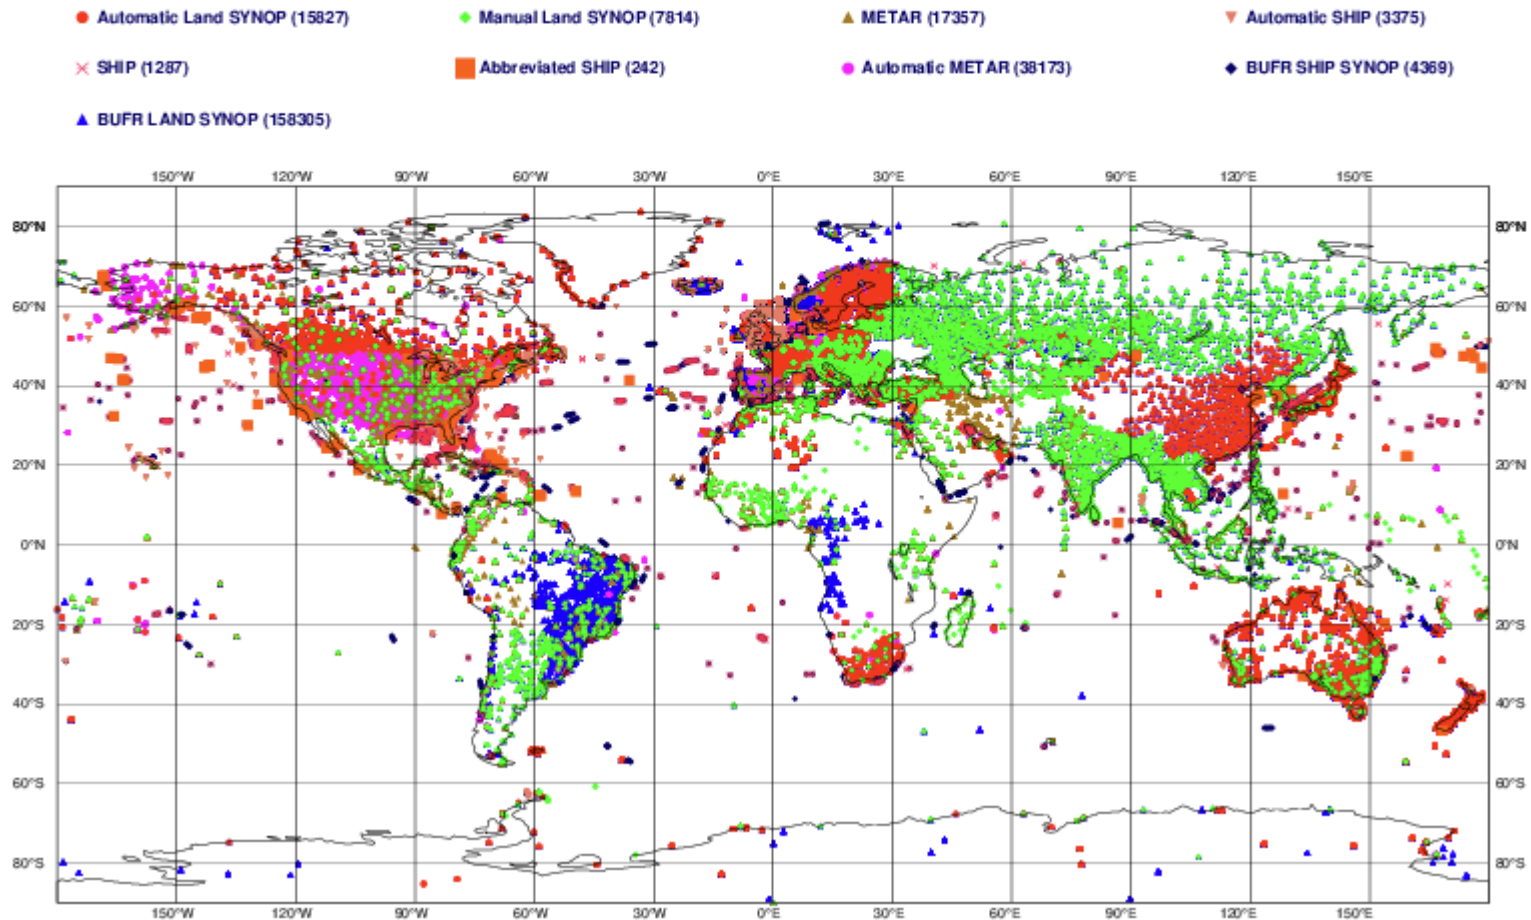 Automatic Land SYNOP (15827) Manual Land SYNOP (7814) METAR (17357) Automatic SHIP (3375)
SHIP (1287) Abbreviated SHIP (242) Automatic METAR (38173) BUFR SHIP SYNOP (4369)
BUFR LAND SYNOP (158305)
150°W 120°W 90°W 60°W 30°W 0°E 30°E 60°E 90°E 120°E 150°E
80°N 80°N
60°N 60°N
40°N 40°N
20°N 20°N
0°N 0°N
20°S 20°S
40°S 40°S
60°S 60°S
80°S 80°S
150°W 120°W 90°W 60°W 30°W 0°E 30°E 60°E 90°E 120°E 150°E